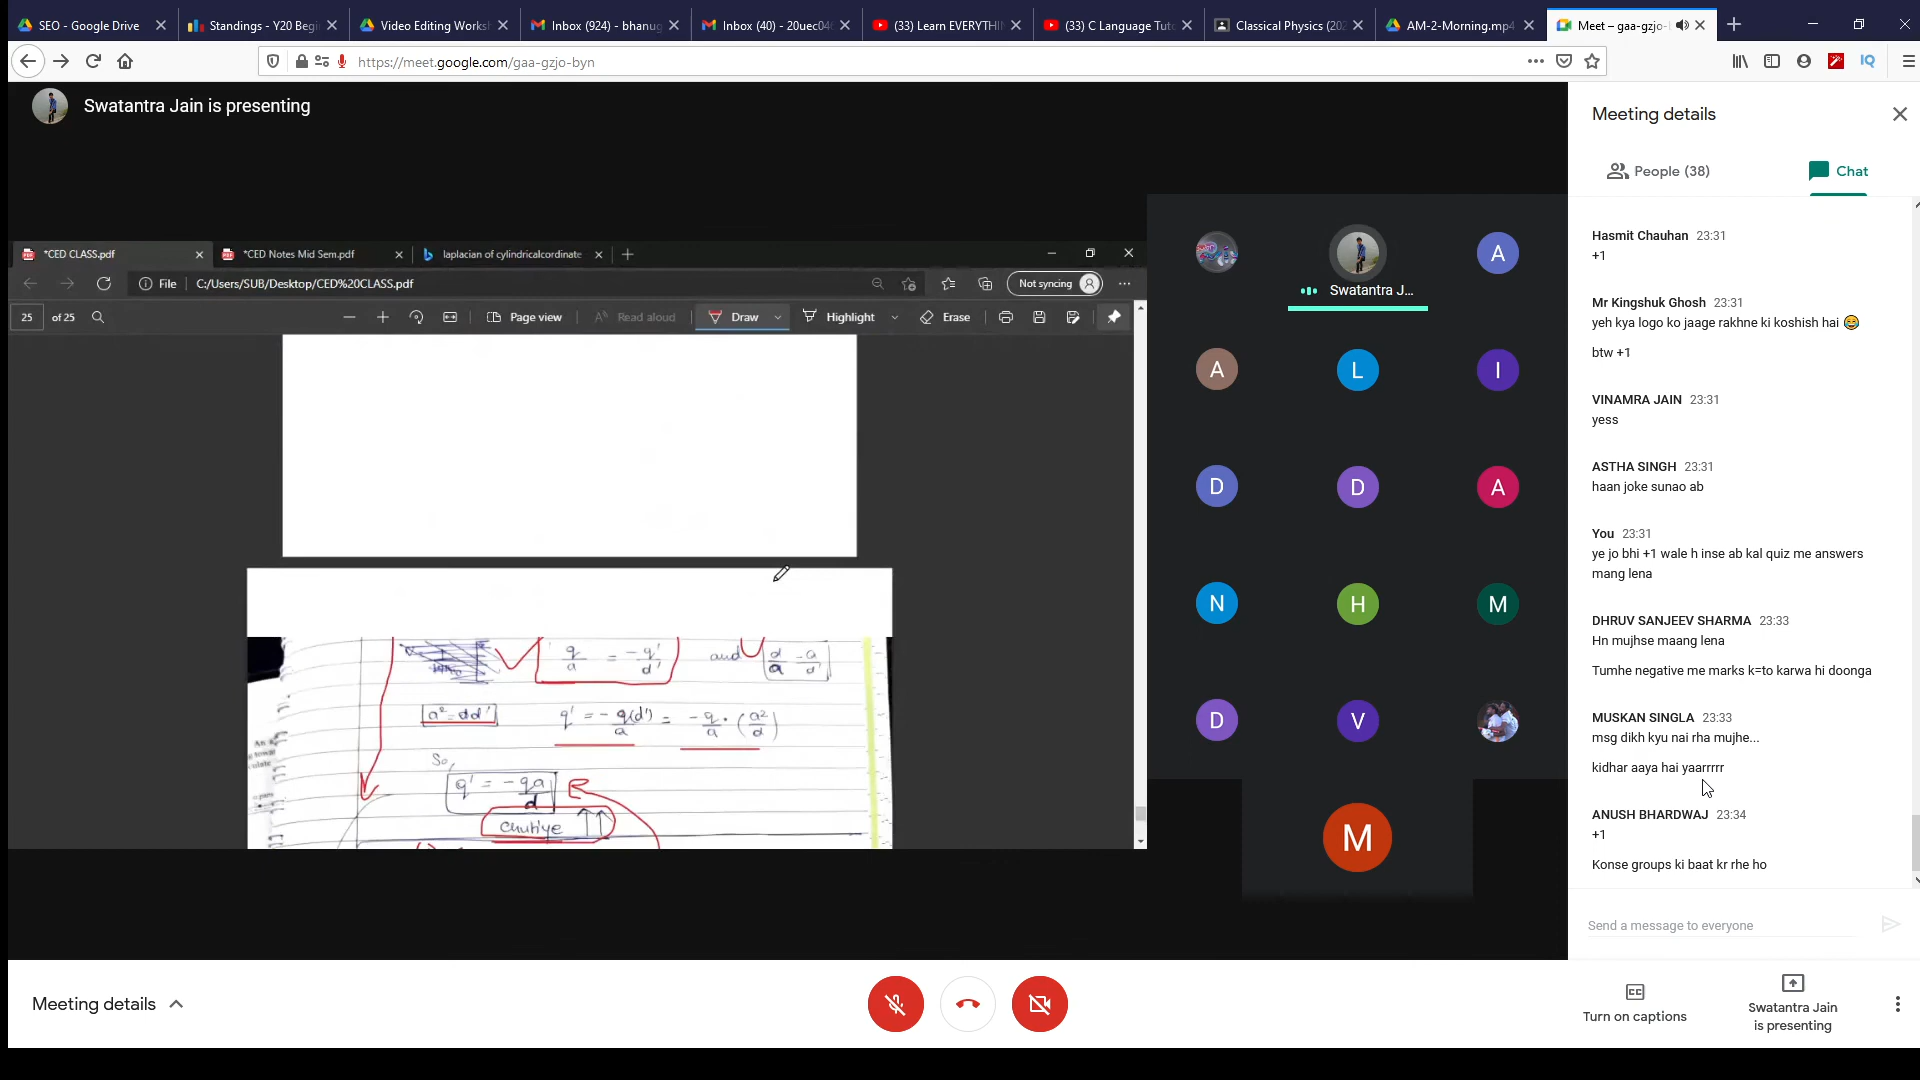 SEO - Google Drive
Standings - Y20 Begi
Video Editing Works
Inbox (924) - bhanug
Inbox (40) - 20uec046
(33) Learn EVERYTHI
(33) C Language Tut
Classical Physics (202
AM-2-Morning.mp4
Meet – gaa-gzjo-
https://meet.google.com/gaa-gzjo-byn
IQ
Swatantra Jain is presenting
*CED CLASS.pdf
*CED Notes Mid Sem.pdf
laplacian of cylindricalcordinate
File
C:/Users/SUB/Desktop/CED%20CLASS.pdf
Not syncing
25 of 25
Page view
Read aloud
Draw
Highlight
Erase
q/a = -q'/d' and d/a = a/d'
a² = dd' q' = - q(d')/a = -q/a · (a²/d)
So,
q' = -qa/d
chutiye ↑↑
Swatantra J...
A
A
L
I
D
D
A
N
H
M
D
V
M
Meeting details
People (38)
Chat
Hasmit Chauhan 23:31
+1
Mr Kingshuk Ghosh 23:31
yeh kya logo ko jaage rakhne ki koshish hai 😂
btw +1
VINAMRA JAIN 23:31
yess
ASTHA SINGH 23:31
haan joke sunao ab
You 23:31
ye jo bhi +1 wale h inse ab kal quiz me answers
mang lena
DHRUV SANJEEV SHARMA 23:33
Hn mujhse maang lena
Tumhe negative me marks k=to karwa hi doonga
MUSKAN SINGLA 23:33
msg dikh kyu nai rha mujhe...
kidhar aaya hai yaarrrrr
ANUSH BHARDWAJ 23:34
+1
Konse groups ki baat kr rhe ho
Send a message to everyone
Meeting details
Turn on captions
Swatantra Jain
is presenting